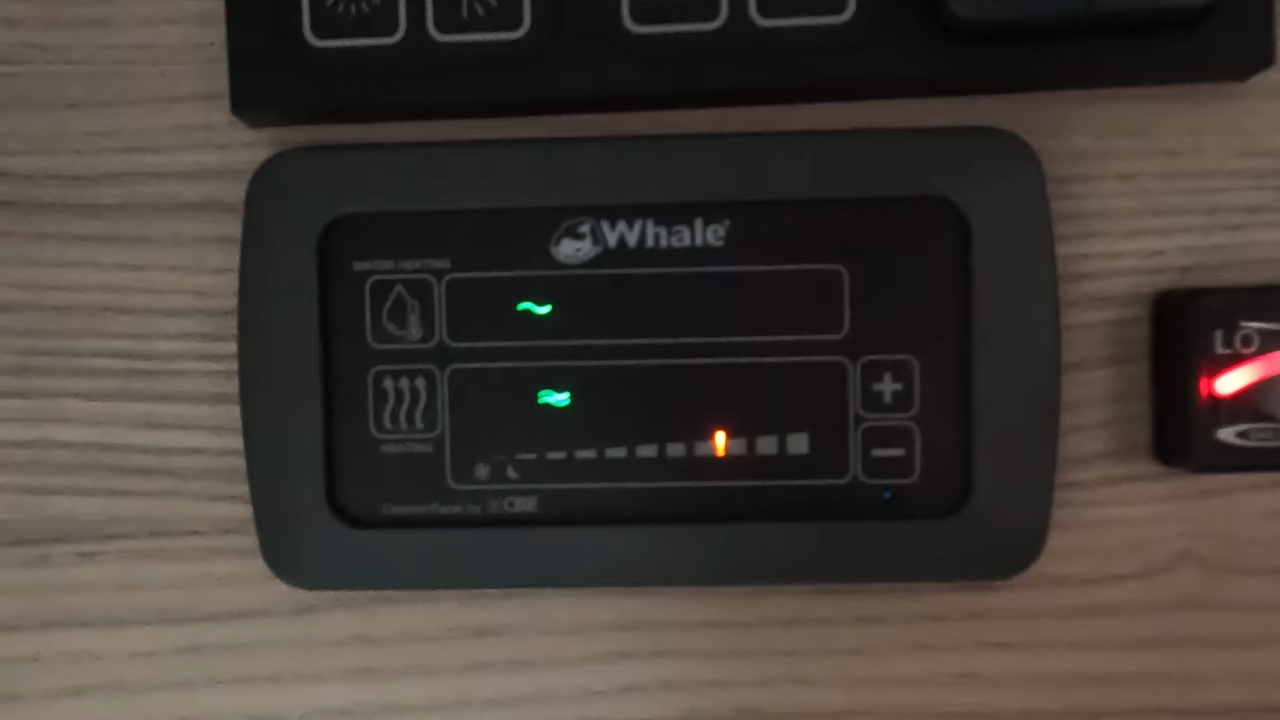 Whale
WATER HEATING
HEATING
Control Panel by CBE
LO